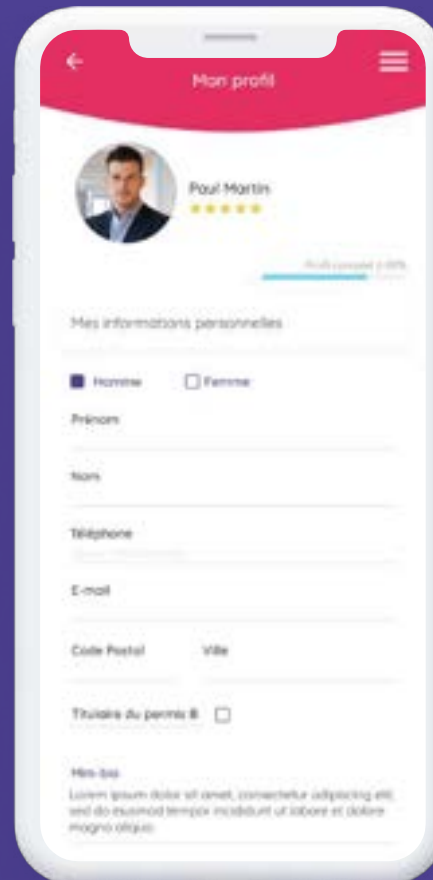 Mon profil
Paul Martin
Mes informations personnelles
Homme Femme
Prénom
Nom
Téléphone
E-mail
Code Postal Ville
Titulaire du permis B
Mini bio
Lorem ipsum dolor sit amet, consectetur adipiscing elit,
sed do eiusmod tempor incididunt ut labore et dolore
magna aliqua.